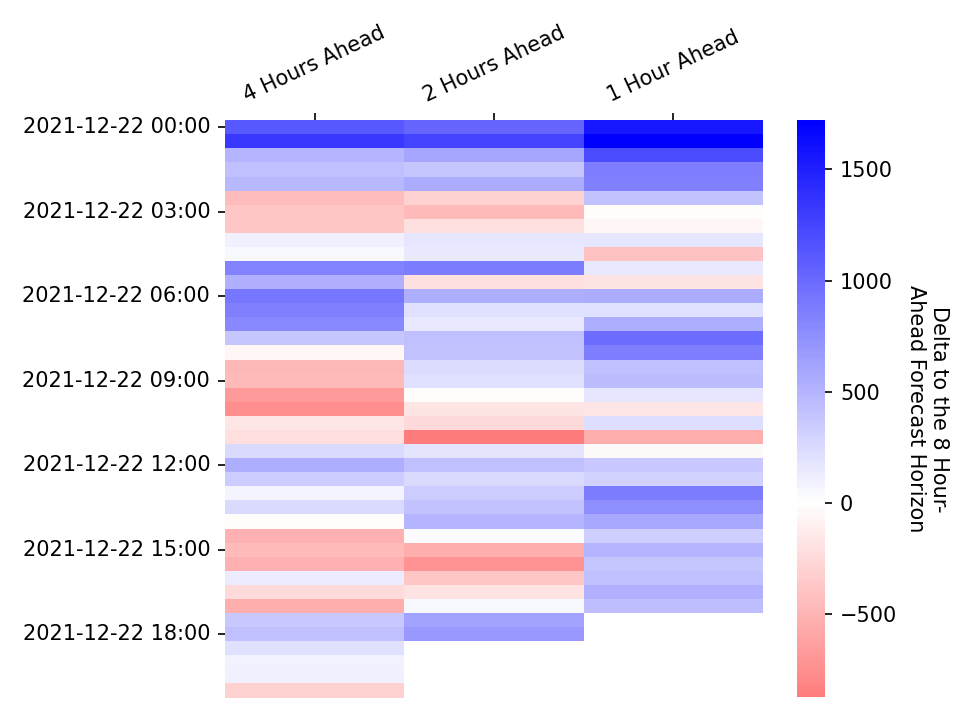 4 Hours Ahead
2 Hours Ahead
1 Hour Ahead
2021-12-22 00:00
2021-12-22 03:00
2021-12-22 06:00
2021-12-22 09:00
2021-12-22 12:00
2021-12-22 15:00
2021-12-22 18:00
1500
1000
500
0
−500
Delta to the 8 Hour-
Ahead Forecast Horizon